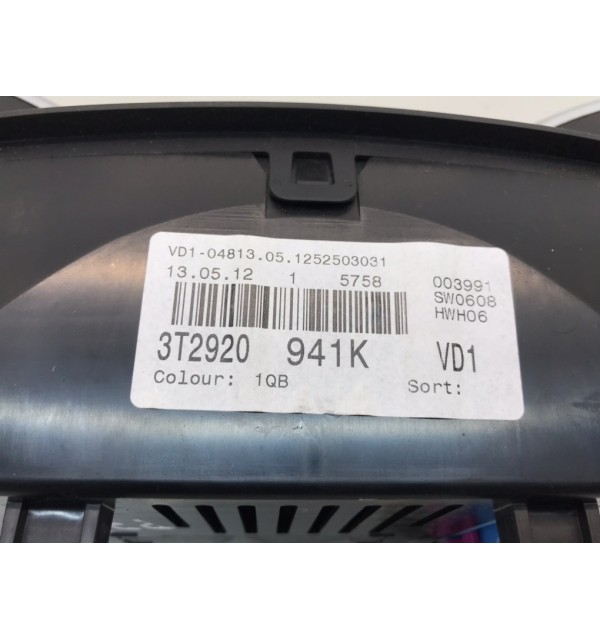 VD1-04813.05.1252503031
13.05.12 1 5758 003991
SW0608
HWH06
3T2920 941K VD1
Colour: 1QB Sort: